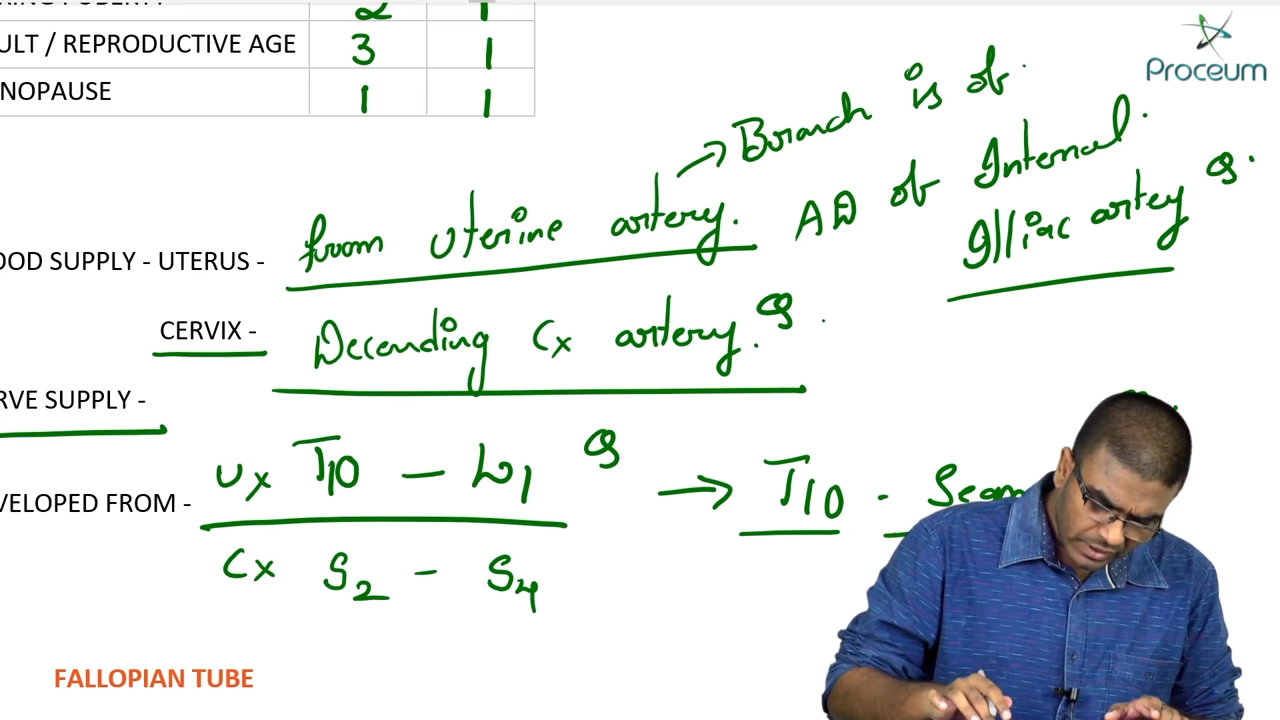 2 1
ULT / REPRODUCTIVE AGE 3 1
NOPAUSE 1 1
Proceum
→ Branch is of
AD of Internal
Illiac artey
OOD SUPPLY - UTERUS - from uterine artery.
CERVIX - Decending Cx artery.
RVE SUPPLY -
Ux T10 – L1 → T10 -
VELOPED FROM -
Cx S2 – S4
FALLOPIAN TUBE